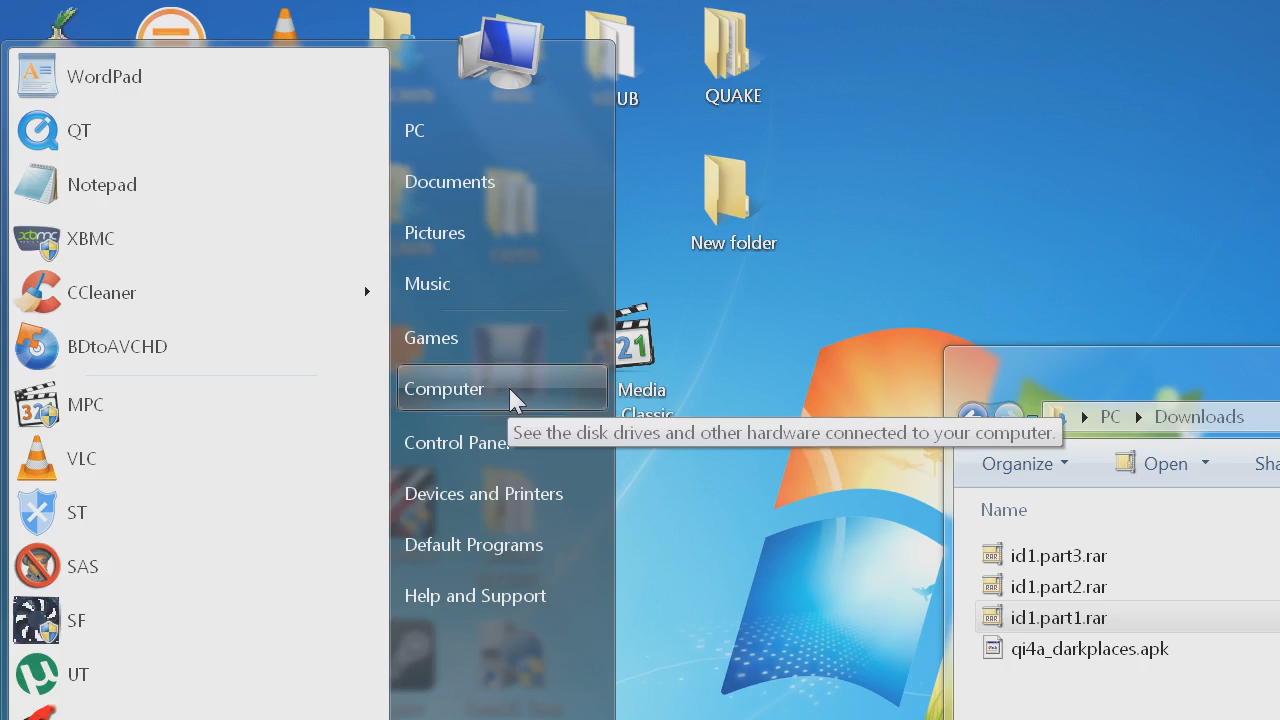 WordPad
QT
Notepad
XBMC
CCleaner
BDtoAVCHD
MPC
VLC
ST
SAS
SF
UT
PC
Documents
Pictures
Music
Games
Computer
See the disk drives and other hardware connected to your computer.
Control Panel
Devices and Printers
Default Programs
Help and Support
UB
QUAKE
New folder
Media
Classic
PC Downloads
Organize Open Sha
Name
id1.part3.rar
id1.part2.rar
id1.part1.rar
qi4a_darkplaces.apk